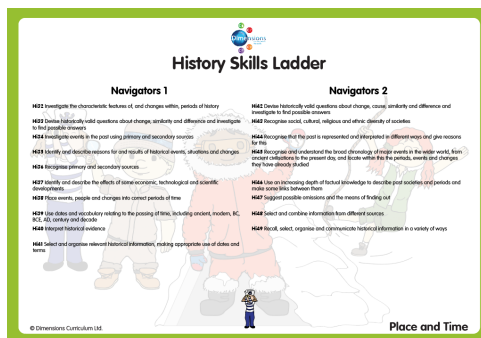 Dimensions
History Skills Ladder
Navigators 1
Hi32 Investigate the characteristic features of, and changes within, periods of history
Hi33 Devise historically valid questions about change, similarity and difference and investigate
to find possible answers
Hi34 Investigate events in the past using primary and secondary sources
Hi35 Identify and describe reasons for and results of historical events, situations and changes
Hi36 Recognise primary and secondary sources
Hi37 Identify and describe the effects of some economic, technological and scientific
developments
Hi38 Place events, people and changes into correct periods of time
Hi39 Use dates and vocabulary relating to the passing of time, including ancient, modern, BC,
BCE, AD, century and decade
Hi40 Interpret historical evidence
Hi41 Select and organise relevant historical information, making appropriate use of dates and
terms
Navigators 2
Hi42 Devise historically valid questions about change, cause, similarity and difference and
investigate to find possible answers
Hi43 Recognise social, cultural, religious and ethnic diversity of societies
Hi44 Recognise that the past is represented and interpreted in different ways and give reasons
for this
Hi45 Recognise and understand the broad chronology of major events in the wider world, from
ancient civilisations to the present day, and locate within this the periods, events and changes
they have already studied
Hi46 Use an increasing depth of factual knowledge to describe past societies and periods and
make some links between them
Hi47 Suggest possible omissions and the means of finding out
Hi48 Select and combine information from different sources
Hi49 Recall, select, organise and communicate historical information in a variety of ways
© Dimensions Curriculum Ltd.
Place and Time